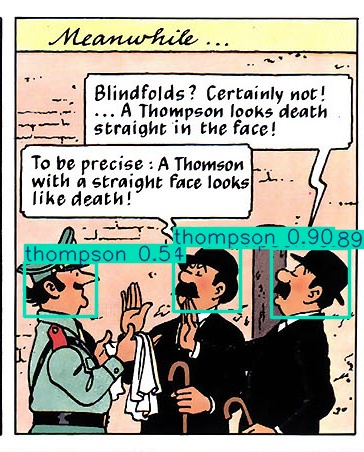 Meanwhile ...
Blindfolds? Certainly not!
... A Thompson looks death
straight in the face!
To be precise : A Thomson
with a straight face looks
like death!
thompson 0.54
thompson 0.90
89